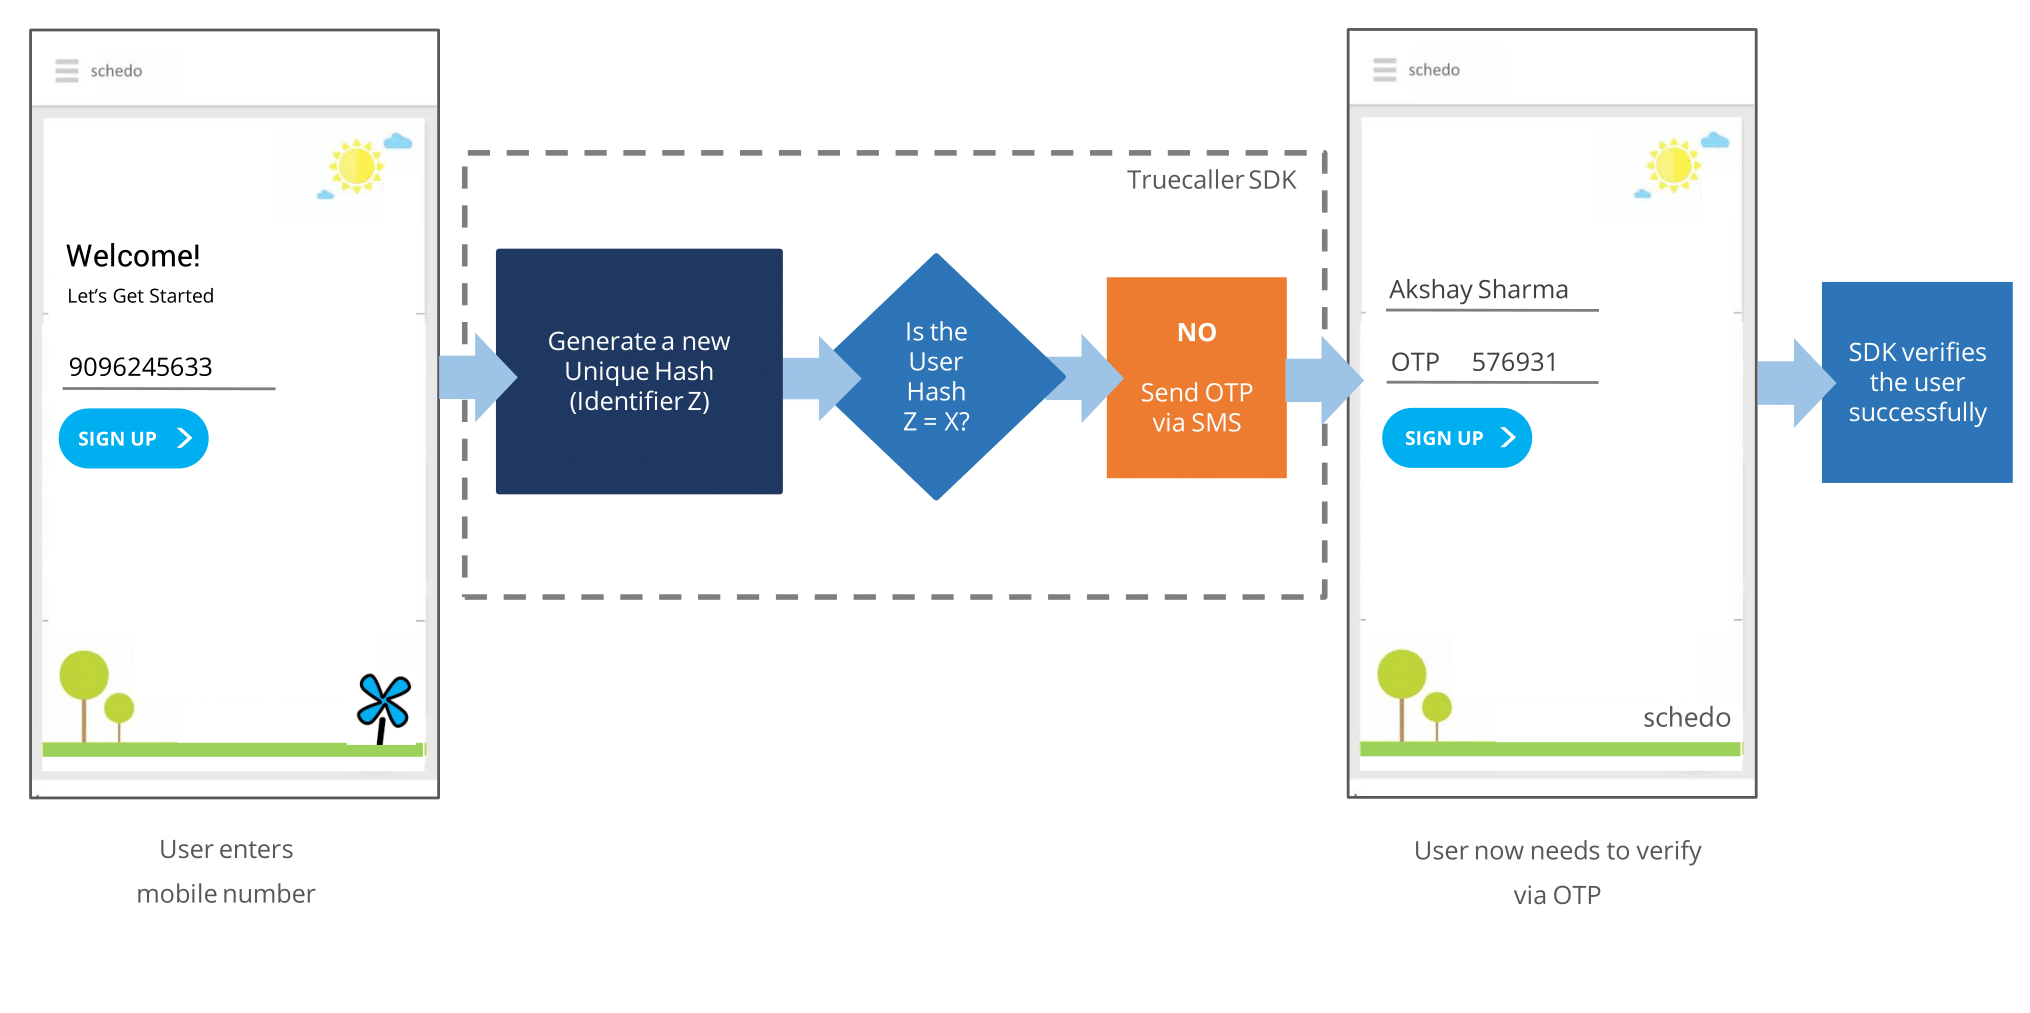 schedo
Welcome!
Let's Get Started
9096245633
SIGN UP
User enters
mobile number
Truecaller SDK
Generate a new
Unique Hash
(Identifier Z)
Is the
User
Hash
Z = X?
NO
Send OTP
via SMS
schedo
Akshay Sharma
OTP 576931
SIGN UP
schedo
User now needs to verify
via OTP
SDK verifies
the user
successfully